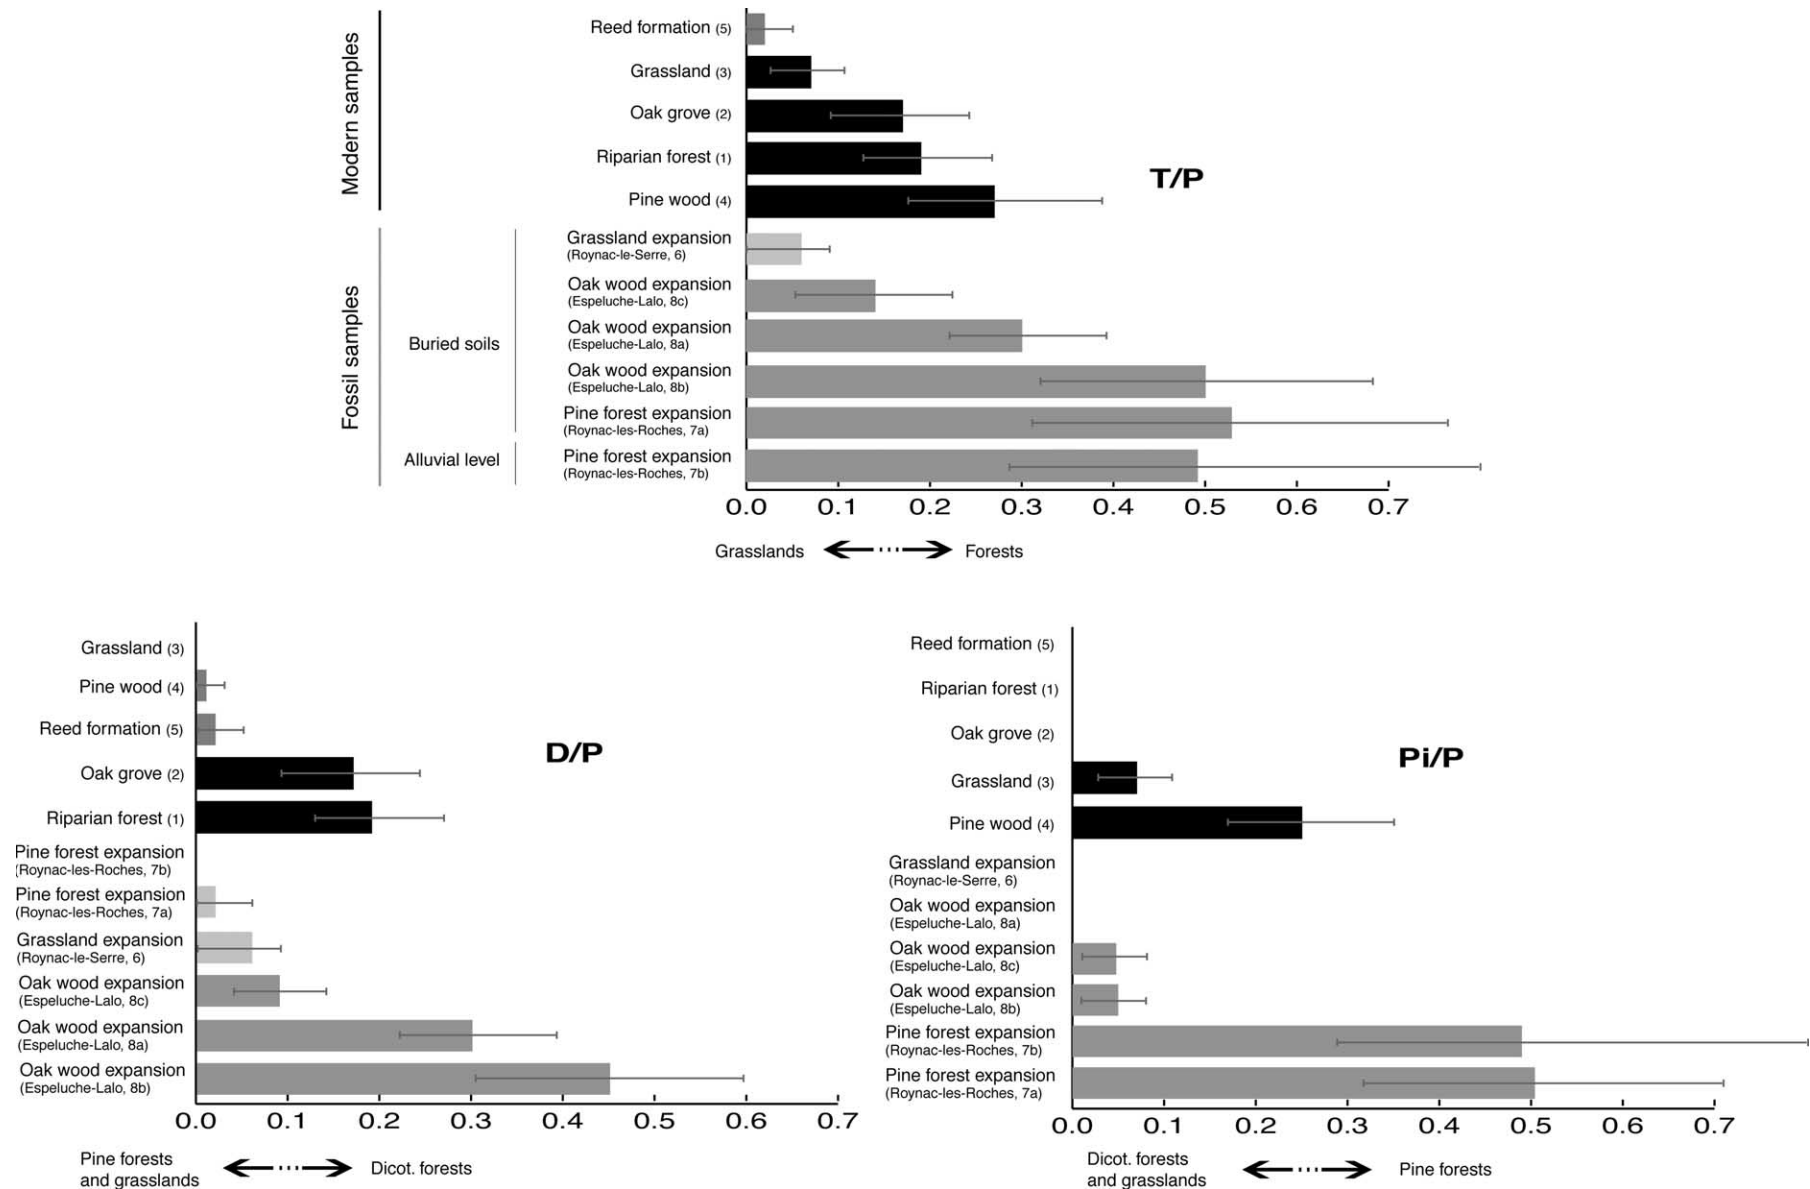 Modern samples
Reed formation (5)
Grassland (3)
Oak grove (2)
Riparian forest (1)
Pine wood (4)
T/P
Fossil samples
Buried soils
Alluvial level
Grassland expansion
(Roynac-le-Serre, 6)
Oak wood expansion
(Espeluche-Lalo, 8c)
Oak wood expansion
(Espeluche-Lalo, 8a)
Oak wood expansion
(Espeluche-Lalo, 8b)
Pine forest expansion
(Roynac-les-Roches, 7a)
Pine forest expansion
(Roynac-les-Roches, 7b)
0.0 0.1 0.2 0.3 0.4 0.5 0.6 0.7
Grasslands Forests
Grassland (3)
Pine wood (4)
Reed formation (5)
Oak grove (2)
Riparian forest (1)
D/P
Pine forest expansion
(Roynac-les-Roches, 7b)
Pine forest expansion
(Roynac-les-Roches, 7a)
Grassland expansion
(Roynac-le-Serre, 6)
Oak wood expansion
(Espeluche-Lalo, 8c)
Oak wood expansion
(Espeluche-Lalo, 8a)
Oak wood expansion
(Espeluche-Lalo, 8b)
0.0 0.1 0.2 0.3 0.4 0.5 0.6 0.7
Pine forests
and grasslands
Dicot. forests
Reed formation (5)
Riparian forest (1)
Oak grove (2)
Grassland (3)
Pine wood (4)
Pi/P
Grassland expansion
(Roynac-le-Serre, 6)
Oak wood expansion
(Espeluche-Lalo, 8a)
Oak wood expansion
(Espeluche-Lalo, 8c)
Oak wood expansion
(Espeluche-Lalo, 8b)
Pine forest expansion
(Roynac-les-Roches, 7b)
Pine forest expansion
(Roynac-les-Roches, 7a)
0.0 0.1 0.2 0.3 0.4 0.5 0.6 0.7
Dicot. forests
and grasslands
Pine forests